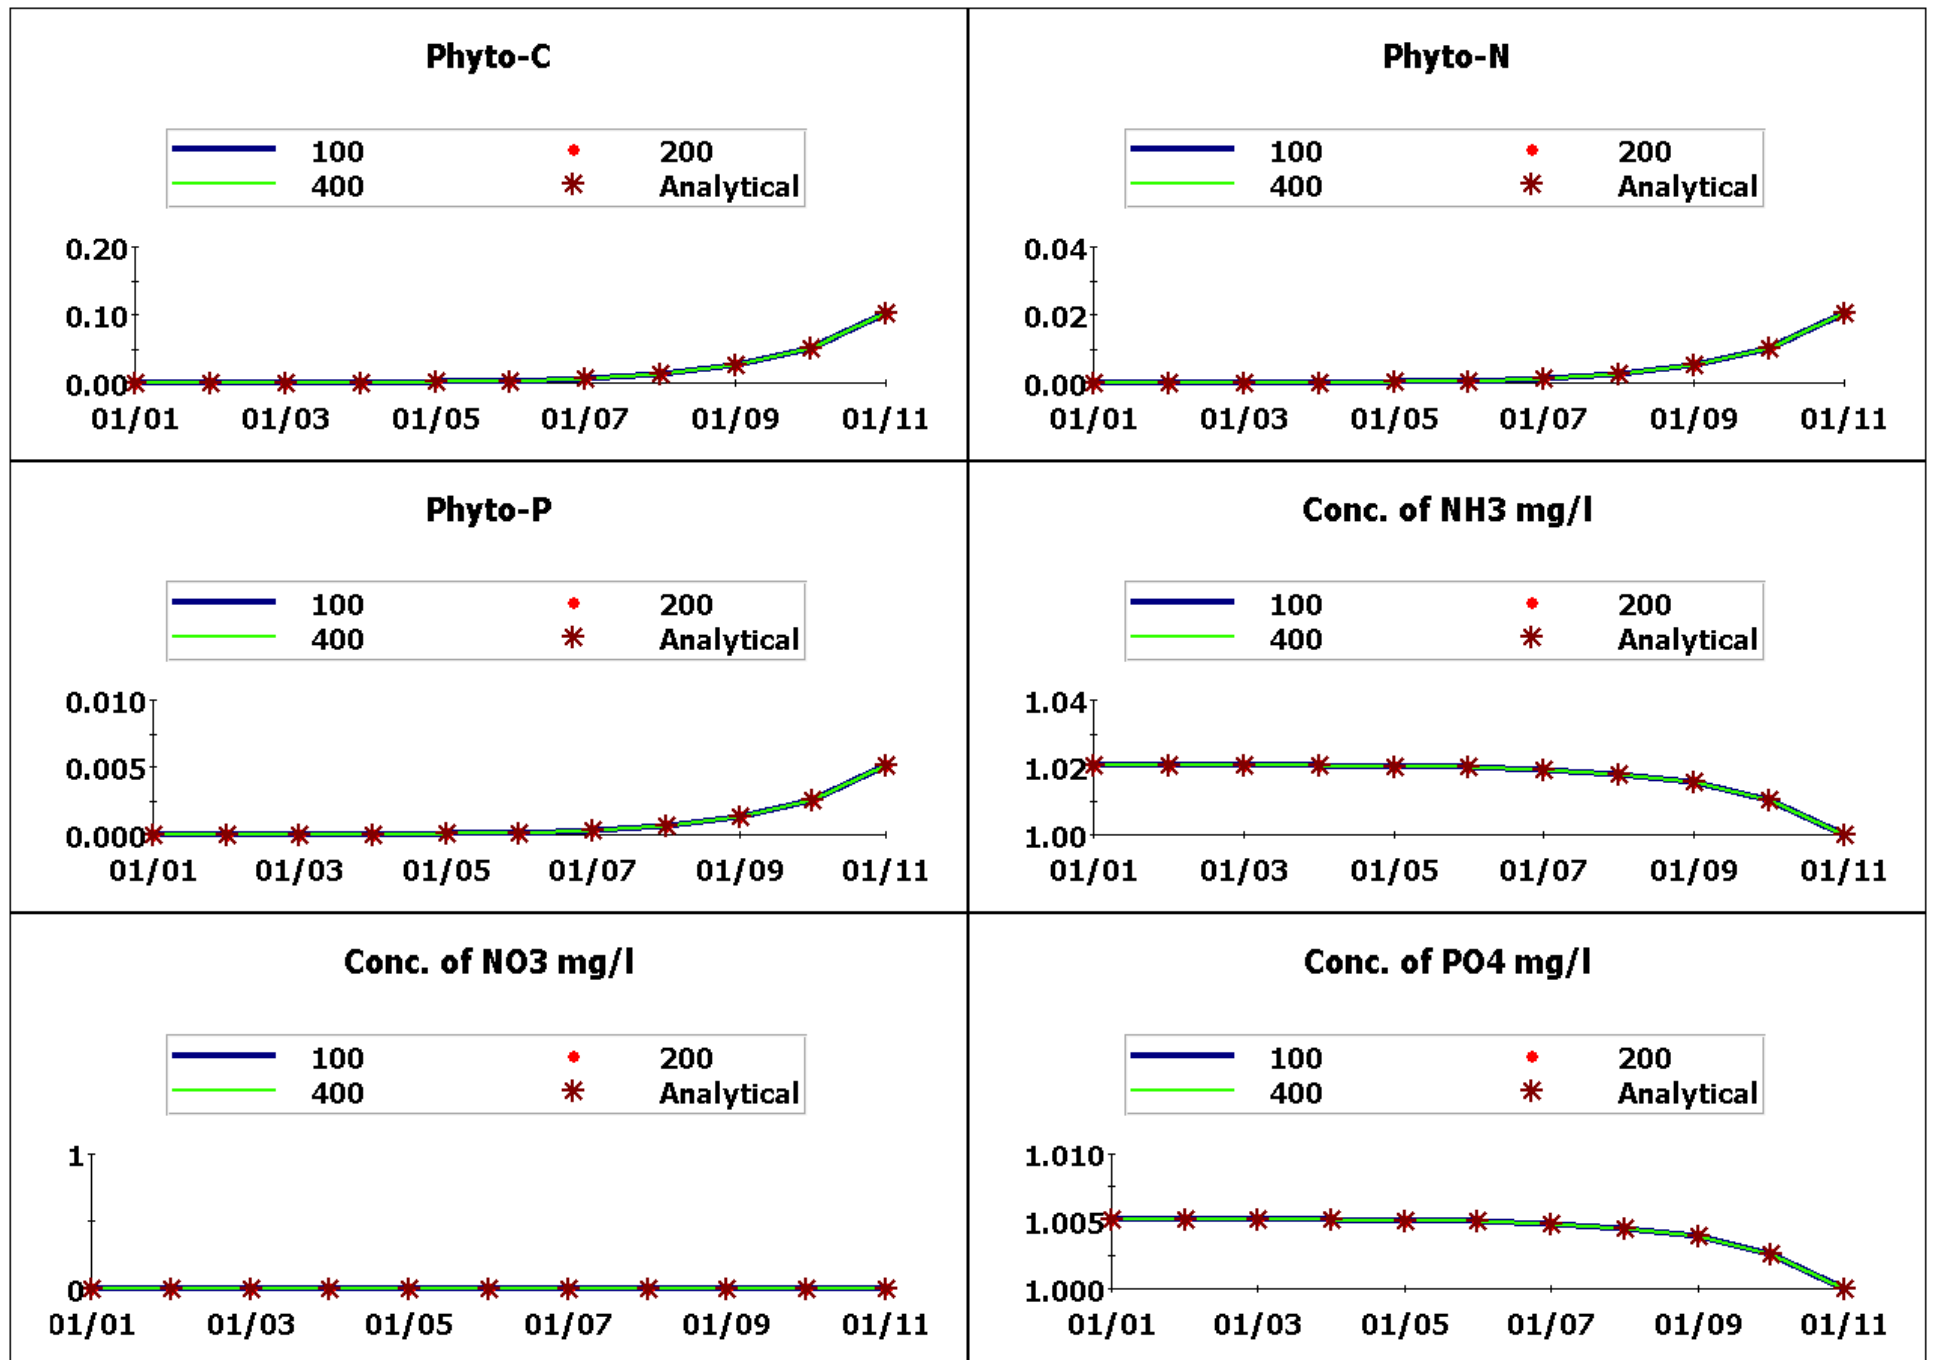 Phyto-C
100 200
400 Analytical
0.20
0.10
0.00
01/01 01/03 01/05 01/07 01/09 01/11
Phyto-N
100 200
400 Analytical
0.04
0.02
0.00
01/01 01/03 01/05 01/07 01/09 01/11
Phyto-P
100 200
400 Analytical
0.010
0.005
0.000
01/01 01/03 01/05 01/07 01/09 01/11
Conc. of NH3 mg/l
100 200
400 Analytical
1.04
1.02
1.00
01/01 01/03 01/05 01/07 01/09 01/11
Conc. of NO3 mg/l
100 200
400 Analytical
1
0
01/01 01/03 01/05 01/07 01/09 01/11
Conc. of PO4 mg/l
100 200
400 Analytical
1.010
1.005
1.000
01/01 01/03 01/05 01/07 01/09 01/11